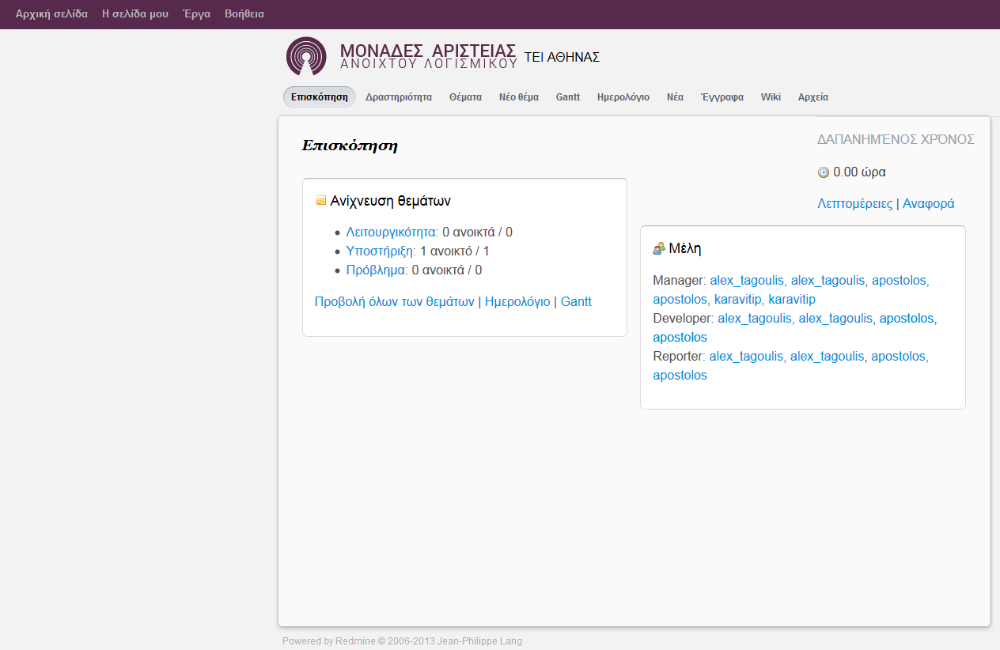 Αρχική σελίδα Η σελίδα μου Έργα Βοήθεια
ΜΟΝΑΔΕΣ ΑΡΙΣΤΕΙΑΣ
ΑΝΟΙΧΤΟΥ ΛΟΓΙΣΜΙΚΟΥ
ΤΕΙ ΑΘΗΝΑΣ
Επισκόπηση Δραστηριότητα Θέματα Νέο θέμα Gantt Ημερολόγιο Νέα Έγγραφα Wiki Αρχεία
Επισκόπηση
Ανίχνευση θεμάτων
Λειτουργικότητα: 0 ανοικτά / 0
Υποστήριξη: 1 ανοικτό / 1
Πρόβλημα: 0 ανοικτά / 0
Προβολή όλων των θεμάτων | Ημερολόγιο | Gantt
ΔΑΠΑΝΗΜΈΝΟΣ ΧΡΌΝΟΣ
0.00 ώρα
Λεπτομέρειες | Αναφορά
Μέλη
Manager: alex_tagoulis, alex_tagoulis, apostolos,
apostolos, karavitip, karavitip
Developer: alex_tagoulis, alex_tagoulis, apostolos,
apostolos
Reporter: alex_tagoulis, alex_tagoulis, apostolos,
apostolos
Powered by Redmine © 2006-2013 Jean-Philippe Lang